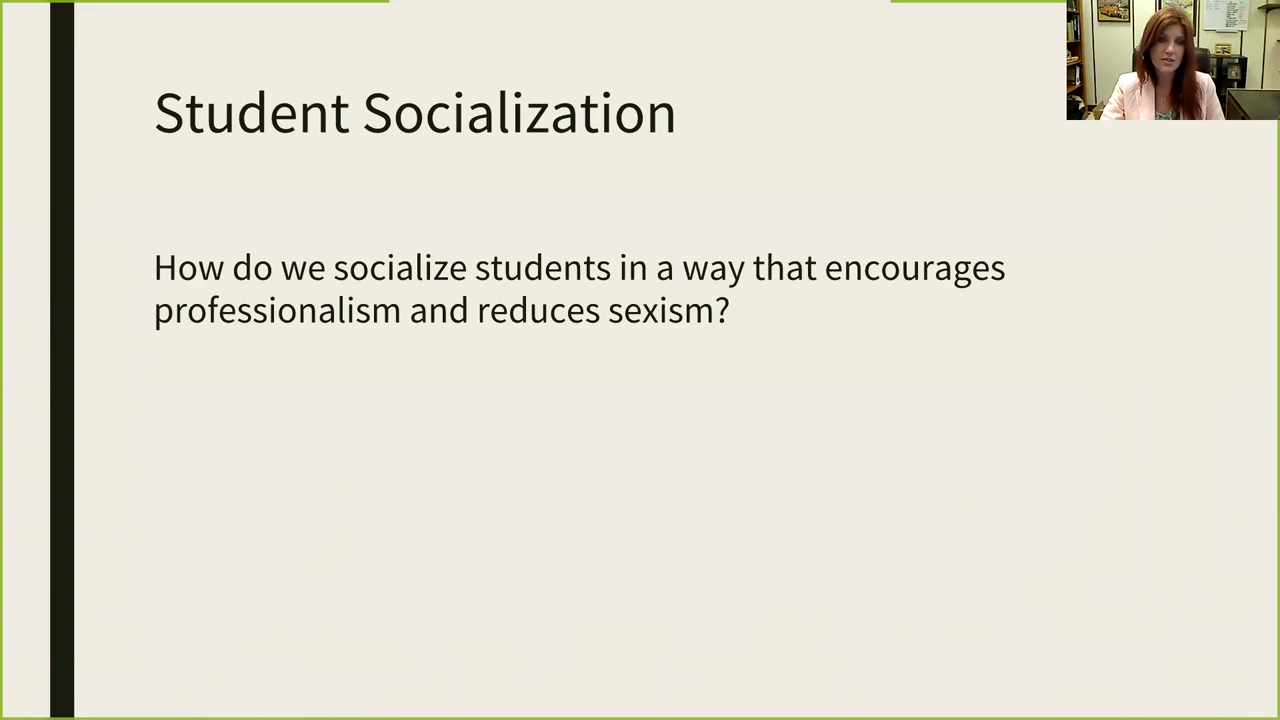 Student Socialization
How do we socialize students in a way that encourages
professionalism and reduces sexism?